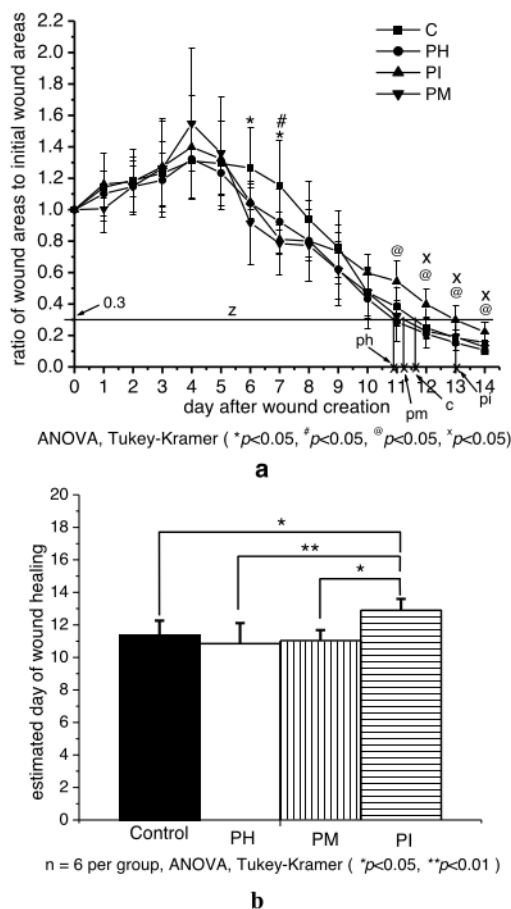 C
PH
PI
PM
ratio of wound areas to initial wound areas
2.2
2.0
1.8
1.6
1.4
1.2
1.0
0.8
0.6
0.4
0.2
0.0
* # *
@ x @ x @ x @
0.3
z
ph
pm
c
pi
0 1 2 3 4 5 6 7 8 9 10 11 12 13 14
day after wound creation
ANOVA, Tukey-Kramer ( *p<0.05, #p<0.05, @p<0.05, xp<0.05)
a
estimated day of wound healing
20
18
16
14
12
10
8
6
4
2
0
*
**
*
Control PH PM PI
n = 6 per group, ANOVA, Tukey-Kramer ( *p<0.05, **p<0.01 )
b